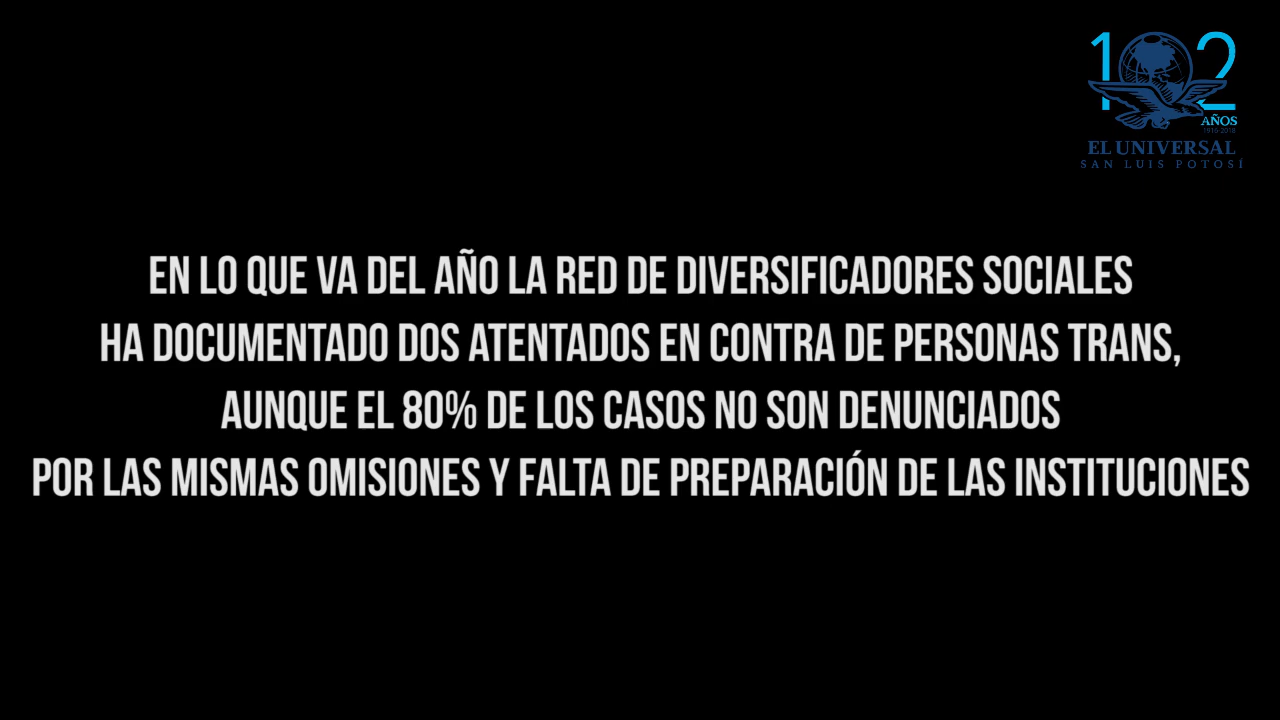 102
AÑOS
1916-2018
EL UNIVERSAL
SAN LUIS POTOSÍ
EN LO QUE VA DEL AÑO LA RED DE DIVERSIFICADORES SOCIALES
HA DOCUMENTADO DOS ATENTADOS EN CONTRA DE PERSONAS TRANS,
AUNQUE EL 80% DE LOS CASOS NO SON DENUNCIADOS
POR LAS MISMAS OMISIONES Y FALTA DE PREPARACIÓN DE LAS INSTITUCIONES